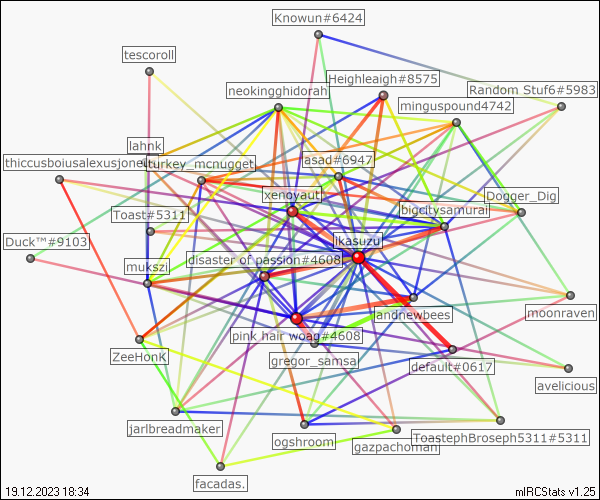 Knowun#6424
tescoroll
Heighleigh#8575
neokingghidorah
Random Stuf6#5983
minguspound4742
lahnk
thiccusboiusalexusjone
turkey_mcnugget
asad#6947
xenoyaut
Dogger_Dig
Toast#5311
bigcitysamurai
Duck™#9103
Ikasuzu
mukszi
disaster of passion#4608
moonraven
andnewbees
pink hair woag#4608
ZeeHonK
gregor_samsa
default#0617
avelicious
jarlbreadmaker
ogshroom
gazpachoman
ToastephBroseph5311#5311
facadas.
19.12.2023 18:34
mIRCStats v1.25